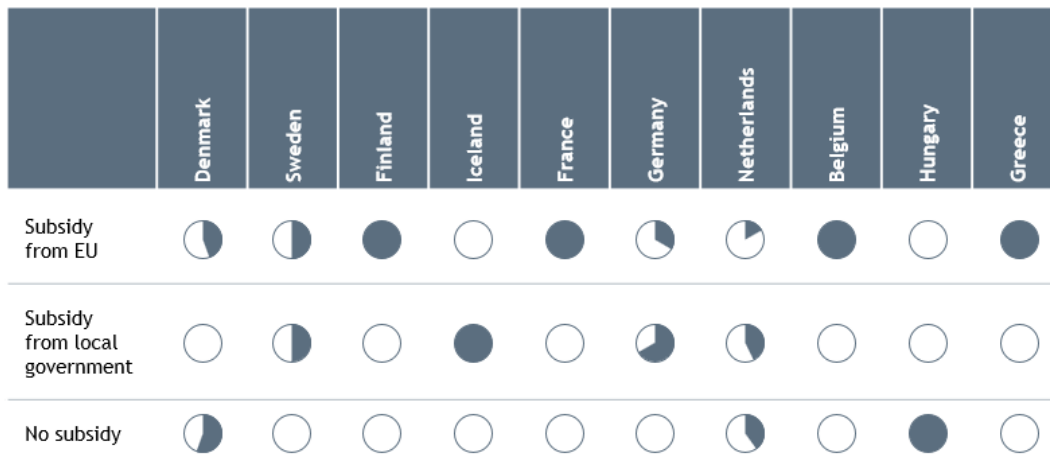 Denmark
Sweden
Finland
Iceland
France
Germany
Netherlands
Belgium
Hungary
Greece
Subsidy
from EU
Subsidy
from local
government
No subsidy